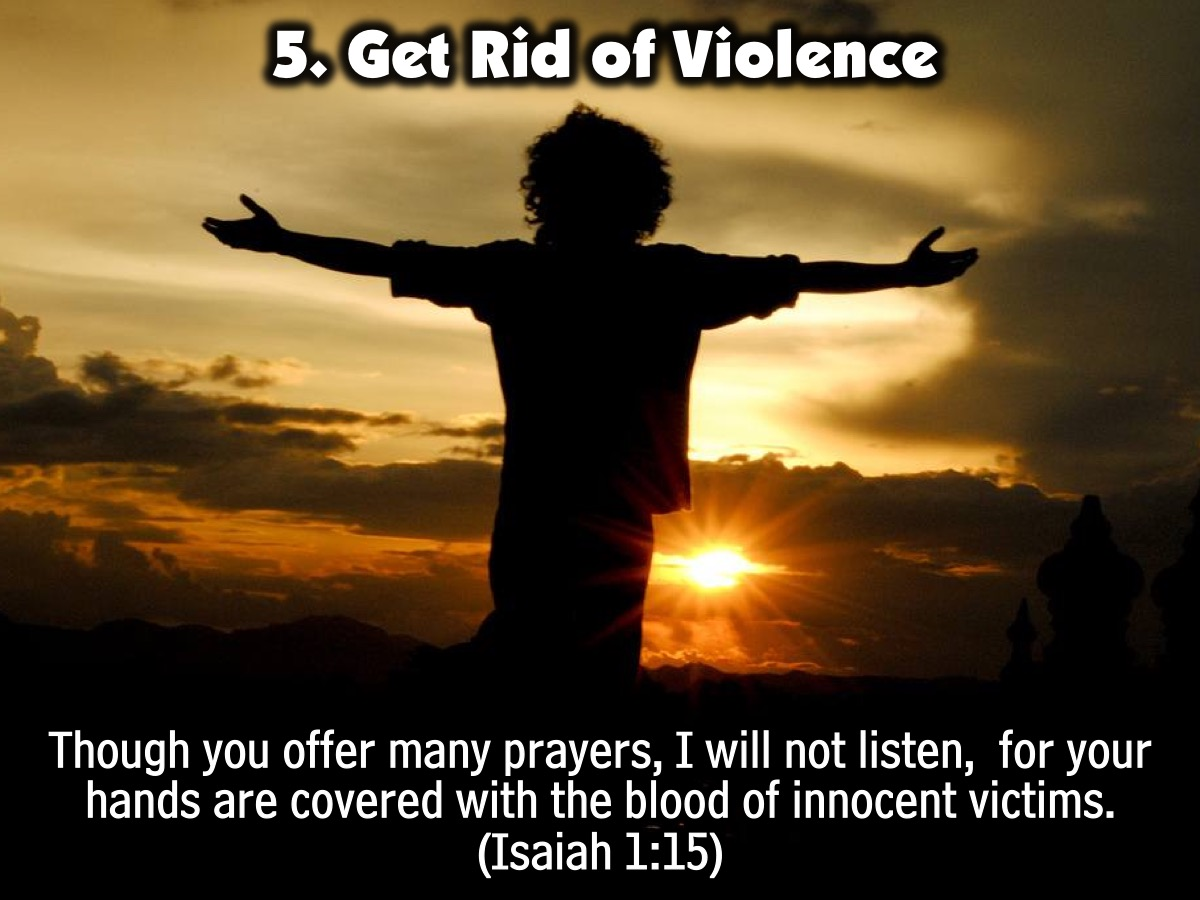 5. Get Rid of Violence
Though you offer many prayers, I will not listen,  for your
hands are covered with the blood of innocent victims.
(Isaiah 1:15)